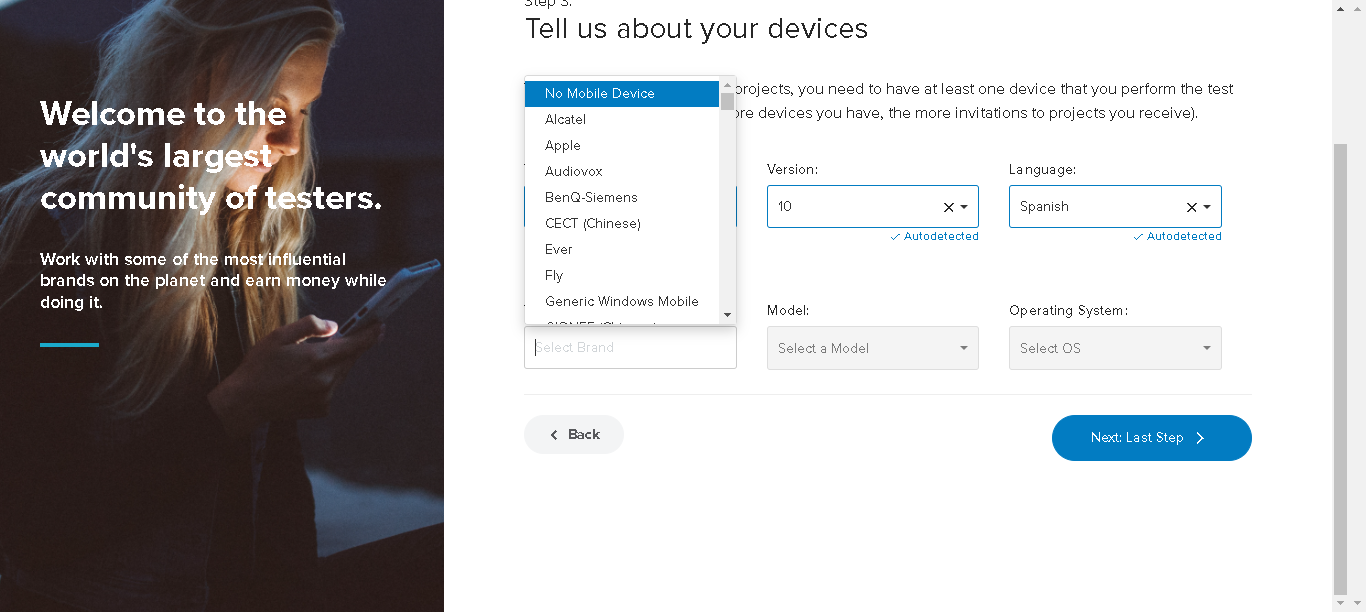 Welcome to the
world's largest
community of testers.
Work with some of the most influential
brands on the planet and earn money while
doing it.
Step 3:
Tell us about your devices
projects, you need to have at least one device that you perform the test
ore devices you have, the more invitations to projects you receive).
No Mobile Device
Alcatel
Apple
Audiovox
BenQ-Siemens
CECT (Chinese)
Ever
Fly
Generic Windows Mobile
Version:
10
Autodetected
Language:
Spanish
Autodetected
Select Brand
Model:
Select a Model
Operating System:
Select OS
Back
Next: Last Step